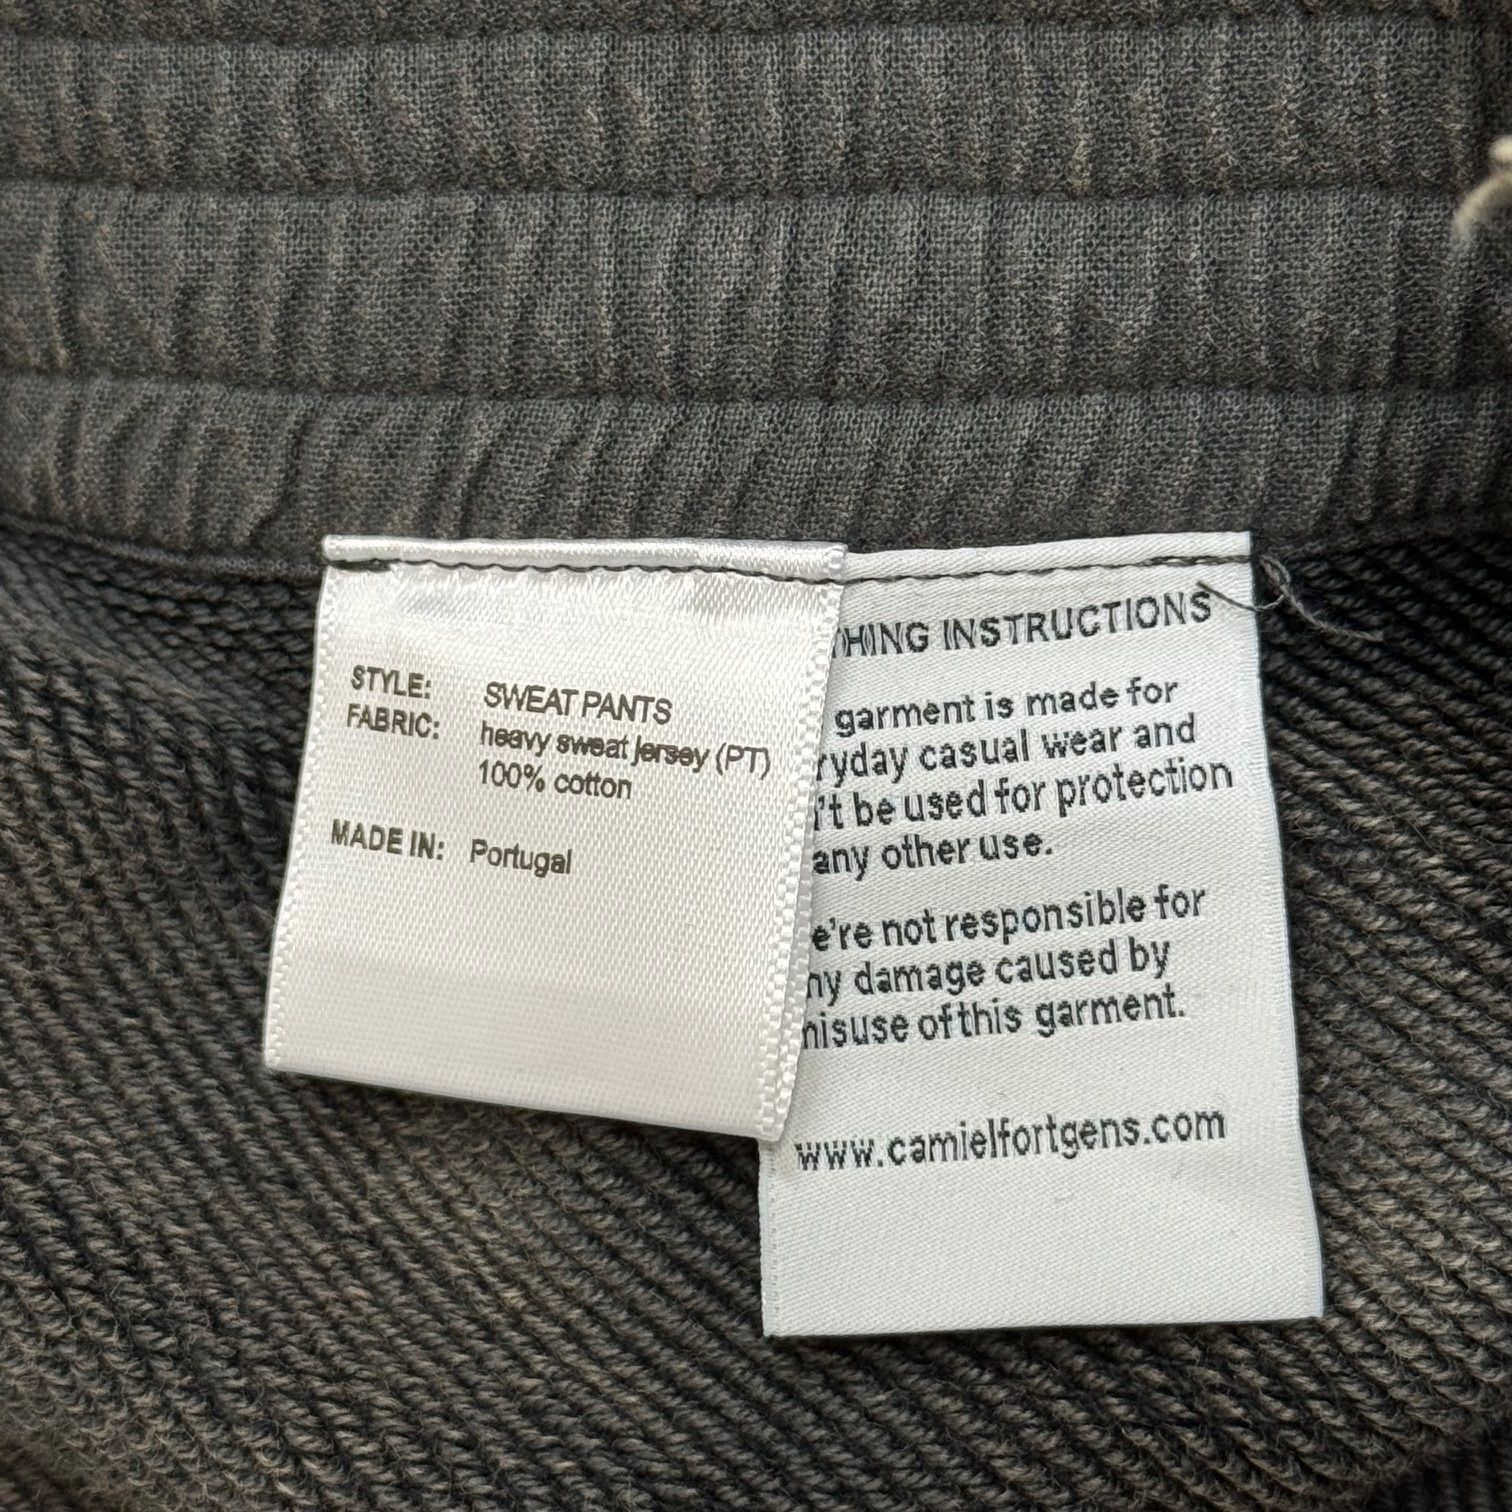 STYLE: SWEAT PANTS
FABRIC: heavy sweat jersey (PT)
100% cotton
MADE IN: Portugal
HING INSTRUCTIONS
garment is made for
ryday casual wear and
't be used for protection
any other use.
e're not responsible for
ny damage caused by
misuse of this garment.
www.camielfortgens.com